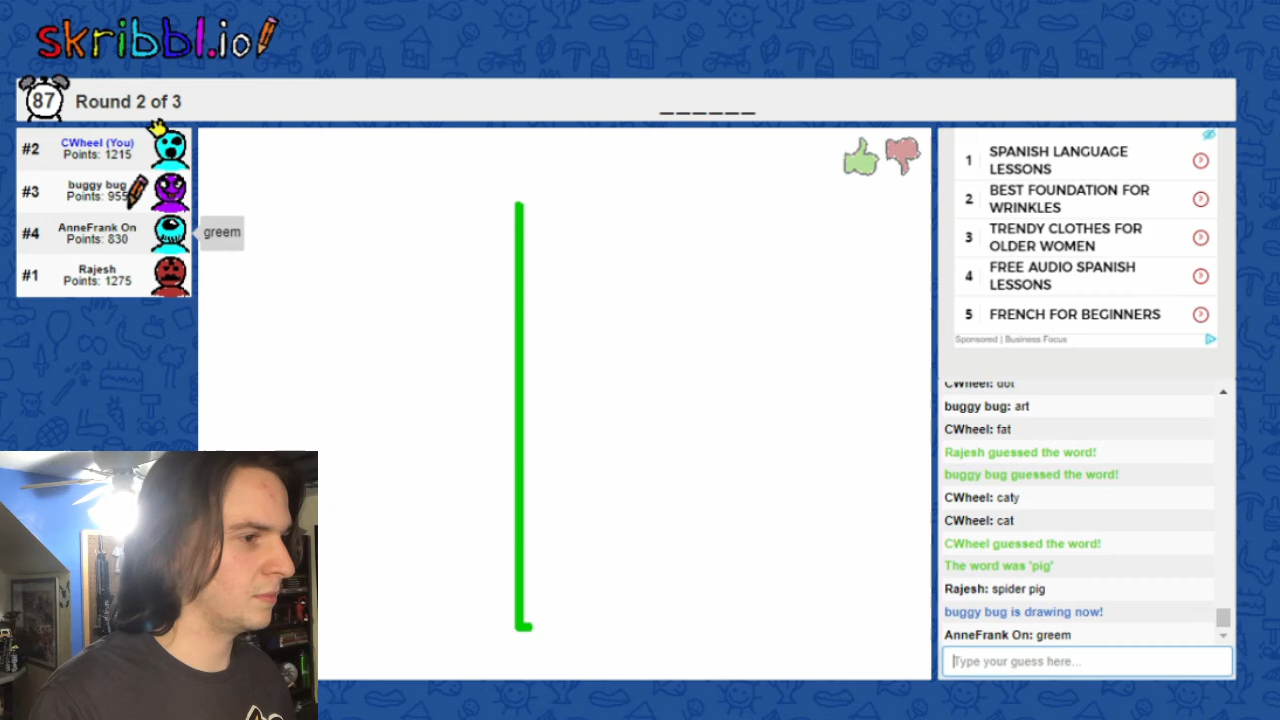 skribbl.io
87
Round 2 of 3
______
#2
CWheel (You)
Points: 1215
#3
buggy bug
Points: 955
#4
AnneFrank On
Points: 830
greem
#1
Rajesh
Points: 1275
1 SPANISH LANGUAGE
LESSONS
2 BEST FOUNDATION FOR
WRINKLES
3 TRENDY CLOTHES FOR
OLDER WOMEN
4 FREE AUDIO SPANISH
LESSONS
5 FRENCH FOR BEGINNERS
Sponsored | Business Focus
CWheel: dot
buggy bug: art
CWheel: fat
Rajesh guessed the word!
buggy bug guessed the word!
CWheel: caty
CWheel: cat
CWheel guessed the word!
The word was 'pig'
Rajesh: spider pig
buggy bug is drawing now!
AnneFrank On: greem
Type your guess here...